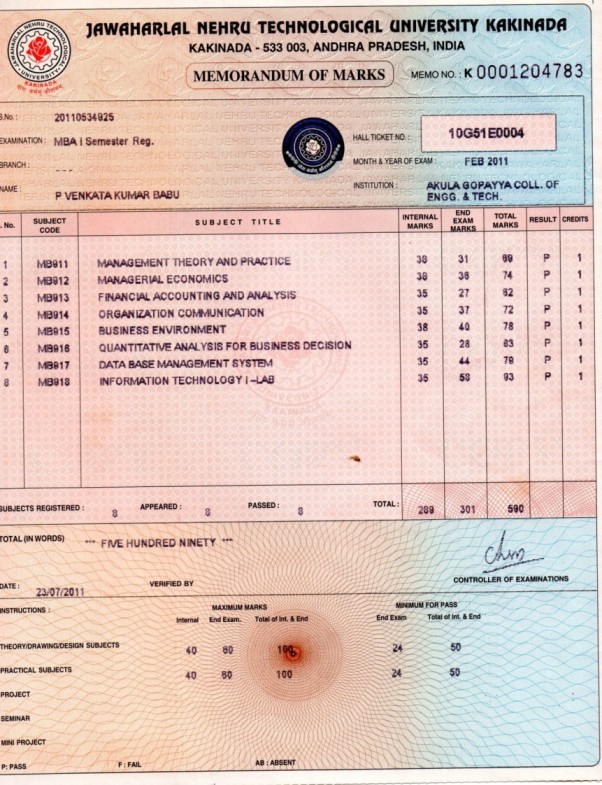 JAWAHARLAL NEHRU TECHNOLOGICAL UNIVERSITY KAKINADA
KAKINADA - 533 003, ANDHRA PRADESH, INDIA
MEMORANDUM OF MARKS MEMO NO.: K 0001204783
S.No.: 20110534925
EXAMINATION: MBA I Semester Reg. HALL TICKET NO. 10G51E0004
BRANCH: --- MONTH & YEAR OF EXAM: FEB 2011
NAME: P VENKATA KUMAR BABU INSTITUTION: AKULA GOPAYYA COLL. OF ENGG. & TECH.
. No. SUBJECT CODE SUBJECT TITLE INTERNAL MARKS END EXAM MARKS TOTAL MARKS RESULT CREDITS
1 MB911 MANAGEMENT THEORY AND PRACTICE 38 31 69 P 1
2 MB912 MANAGERIAL ECONOMICS 38 36 74 P 1
3 MB913 FINANCIAL ACCOUNTING AND ANALYSIS 35 27 62 P 1
4 MB914 ORGANIZATION COMMUNICATION 35 37 72 P 1
5 MB915 BUSINESS ENVIRONMENT 38 40 78 P 1
6 MB916 QUANTITATIVE ANALYSIS FOR BUSINESS DECISION 35 28 63 P 1
7 MB917 DATA BASE MANAGEMENT SYSTEM 35 44 79 P 1
8 MB918 INFORMATION TECHNOLOGY I -LAB 35 58 93 P 1
SUBJECTS REGISTERED: 8 APPEARED: 8 PASSED: 8 TOTAL: 289 301 590
TOTAL (IN WORDS) *** FIVE HUNDRED NINETY ***
CONTROLLER OF EXAMINATIONS
DATE: 23/07/2011 VERIFIED BY
INSTRUCTIONS: MAXIMUM MARKS MINIMUM FOR PASS
Internal End Exam. Total of Int. & End End Exam Total of Int. & End
THEORY/DRAWING/DESIGN SUBJECTS 40 60 100 24 50
PRACTICAL SUBJECTS 40 60 100 24 50
PROJECT
SEMINAR
MINI PROJECT
P: PASS F: FAIL AB: ABSENT